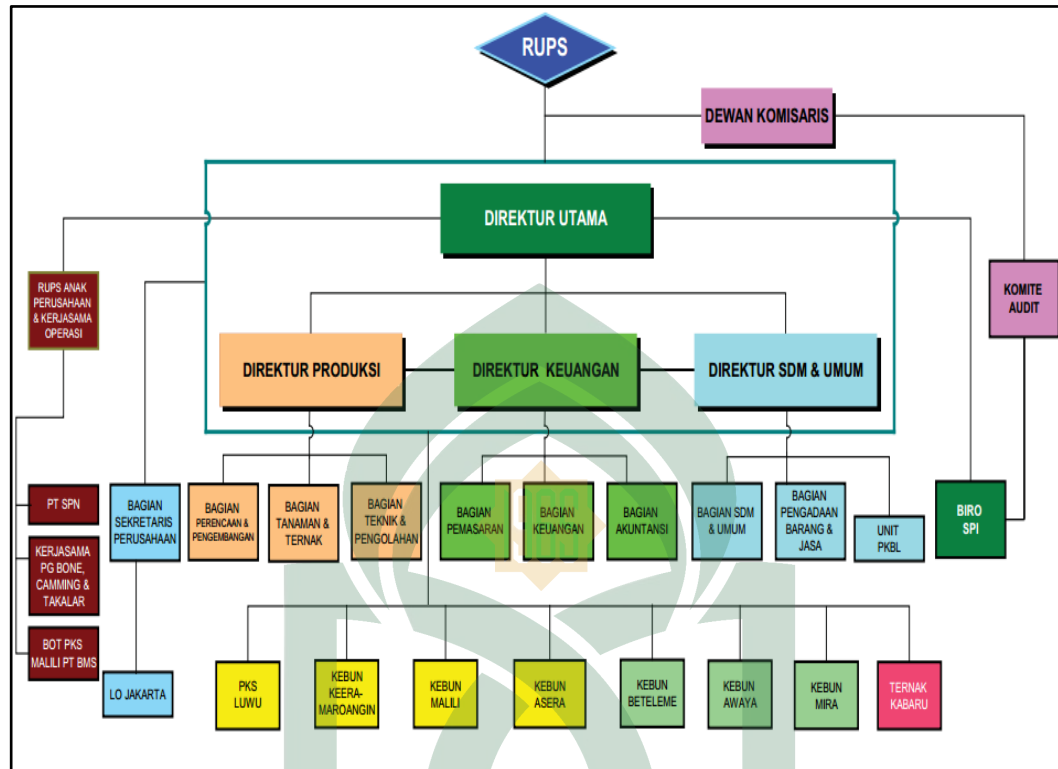 RUPS
DEWAN KOMISARIS
DIREKTUR UTAMA
RUPS ANAK
PERUSAHAAN
& KERJASAMA
OPERASI
KOMITE
AUDIT
DIREKTUR PRODUKSI
DIREKTUR KEUANGAN
DIREKTUR SDM & UMUM
PT SPN
BAGIAN
SEKRETARIS
PERUSAHAAN
BAGIAN
PERENCAAN &
PENGEMBANGAN
BAGIAN
TANAMAN &
TERNAK
BAGIAN
TEKNIK &
PENGOLAHAN
BAGIAN
PEMASARAN
BAGIAN
KEUANGAN
BAGIAN
AKUNTANSI
BAGIAN SDM
& UMUM
BAGIAN
PENGADAAN
BARANG &
JASA
UNIT
PKBL
BIRO
SPI
KERJASAMA
PG BONE,
CAMMING &
TAKALAR
BOT PKS
MALILI PT BMS
LO JAKARTA
PKS
LUWU
KEBUN
KEERA-
MAROANGIN
KEBUN
MALILI
KEBUN
ASERA
KEBUN
BETELEME
KEBUN
AWAYA
KEBUN
MIRA
TERNAK
KABARU